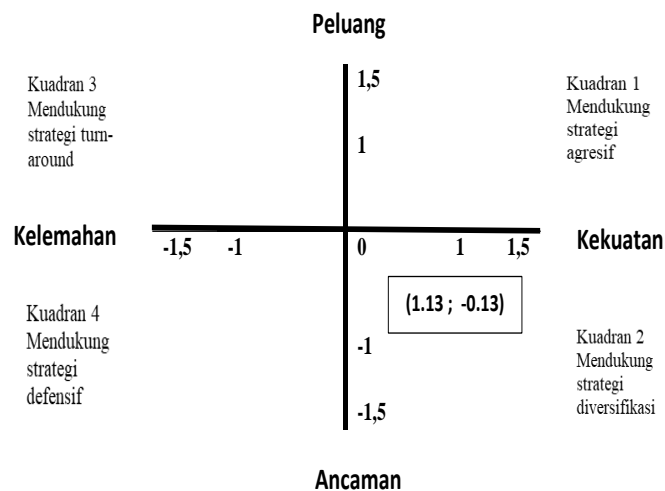 Peluang
Kuadran 3
Mendukung
strategi turn-
around
1,5
1
Kuadran 1
Mendukung
strategi
agresif
Kelemahan
-1,5 -1 0 1 1,5
Kekuatan
(1.13 ; -0.13)
Kuadran 4
Mendukung
strategi
defensif
-1
-1,5
Kuadran 2
Mendukung
strategi
diversifikasi
Ancaman